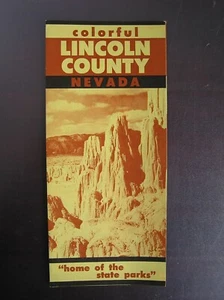 colorful
LINCOLN
COUNTY
NEVADA
"home of the
state parks"